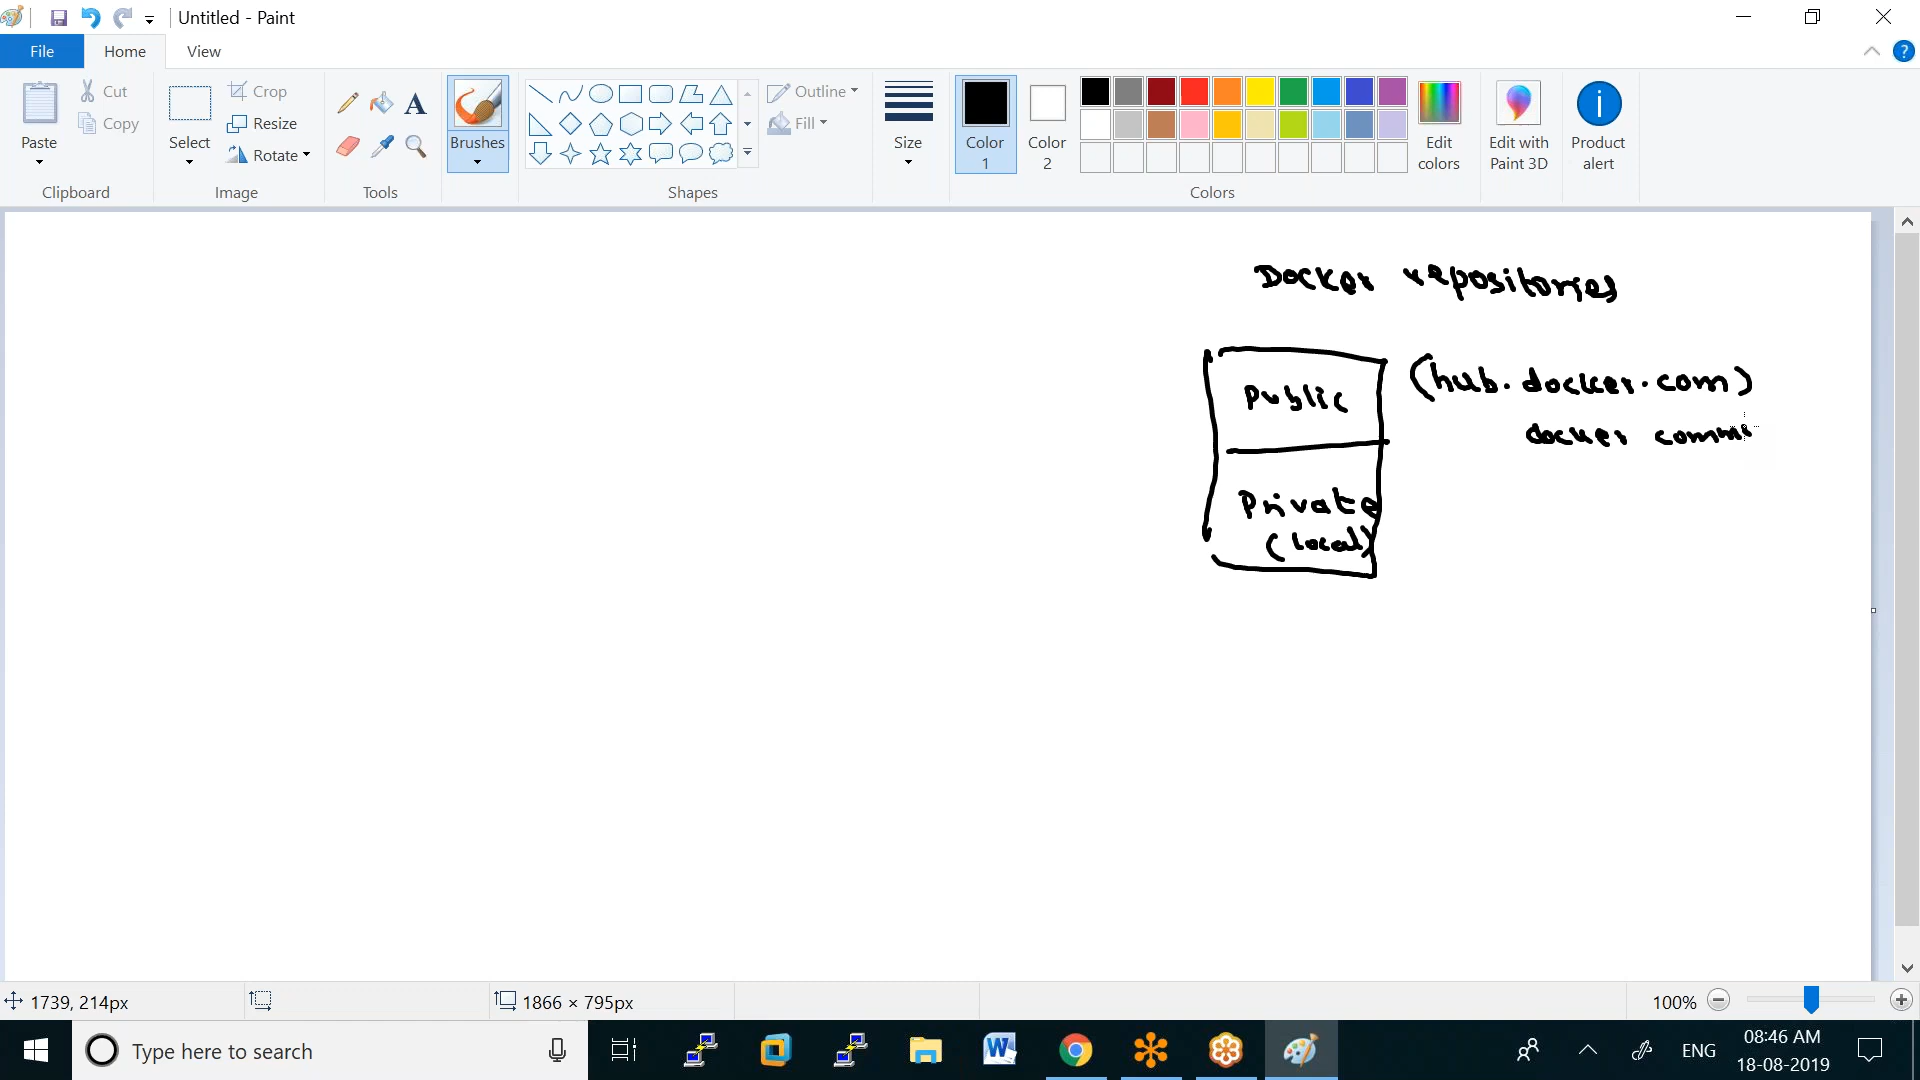 Untitled - Paint
File Home View
Paste
Cut
Copy
Clipboard
Select
Crop
Resize
Rotate
Image
Tools
Brushes
Shapes
Outline
Fill
Size
Color 1
Color 2
Colors
Edit colors
Edit with Paint 3D
Product alert
Docker repositories
Public (hub.docker.com)
docker commi
Private
(local)
1739, 214px
1866 × 795px
100%
Type here to search
ENG
08:46 AM
18-08-2019